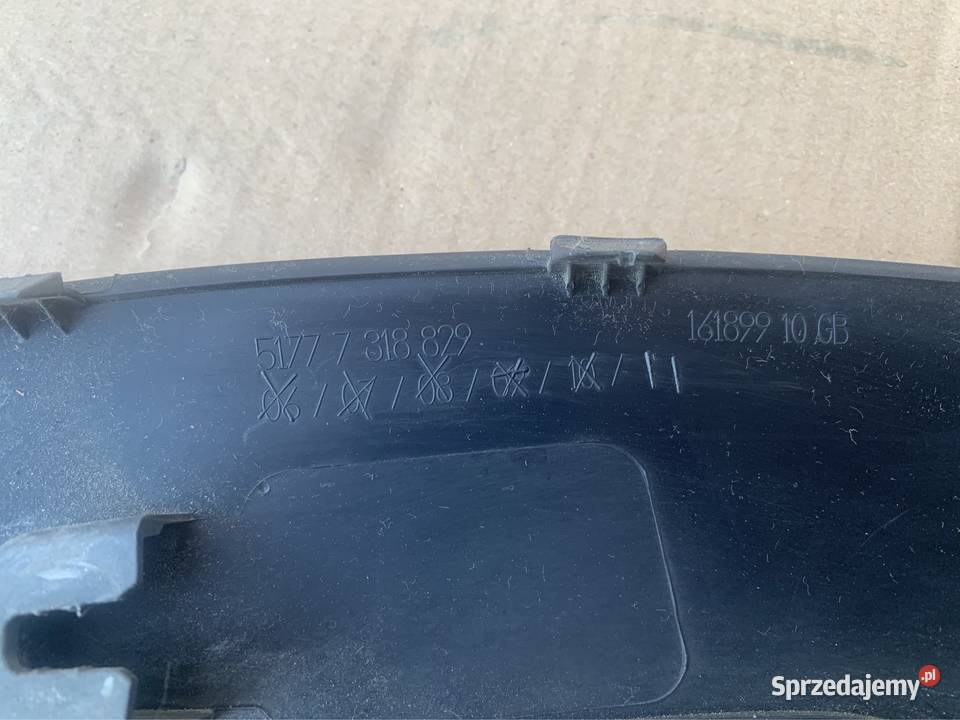 5177 7 318 829
161899 10 GB
06 / 07 / 08 / 09 / 10 / 11
Sprzedajemy.pl